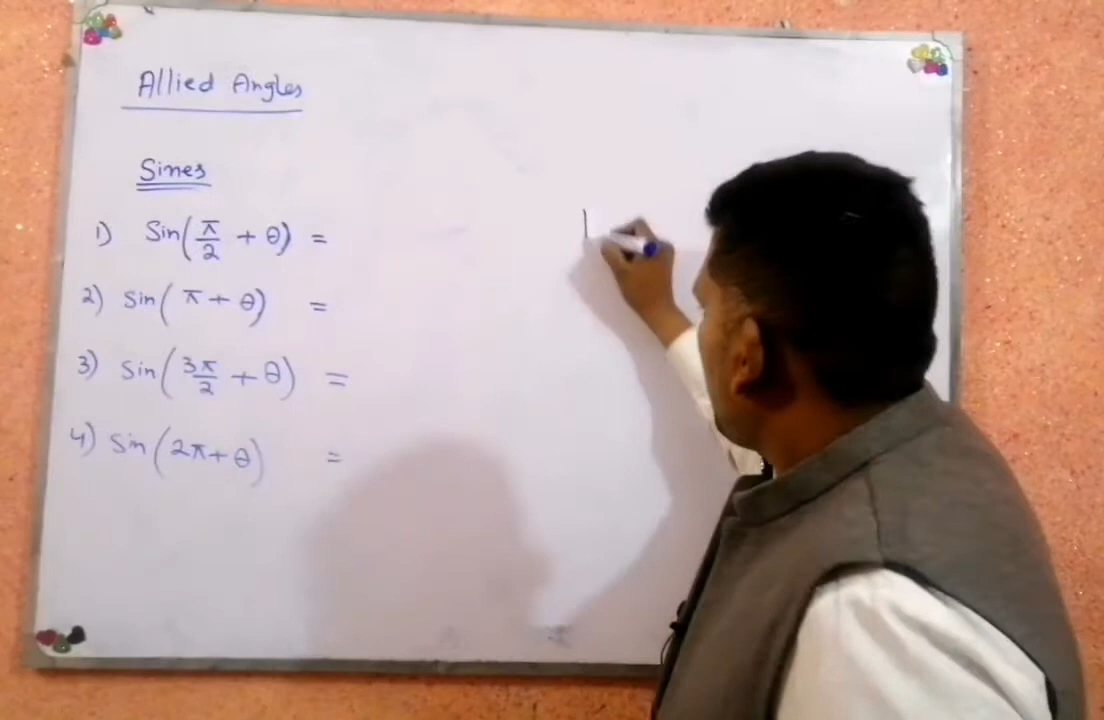 Allied Angles
Sines
1) Sin(π/2 + θ) =
2) sin( π + θ) =
3) sin(3π/2 + θ) =
4) sin(2π+θ) =